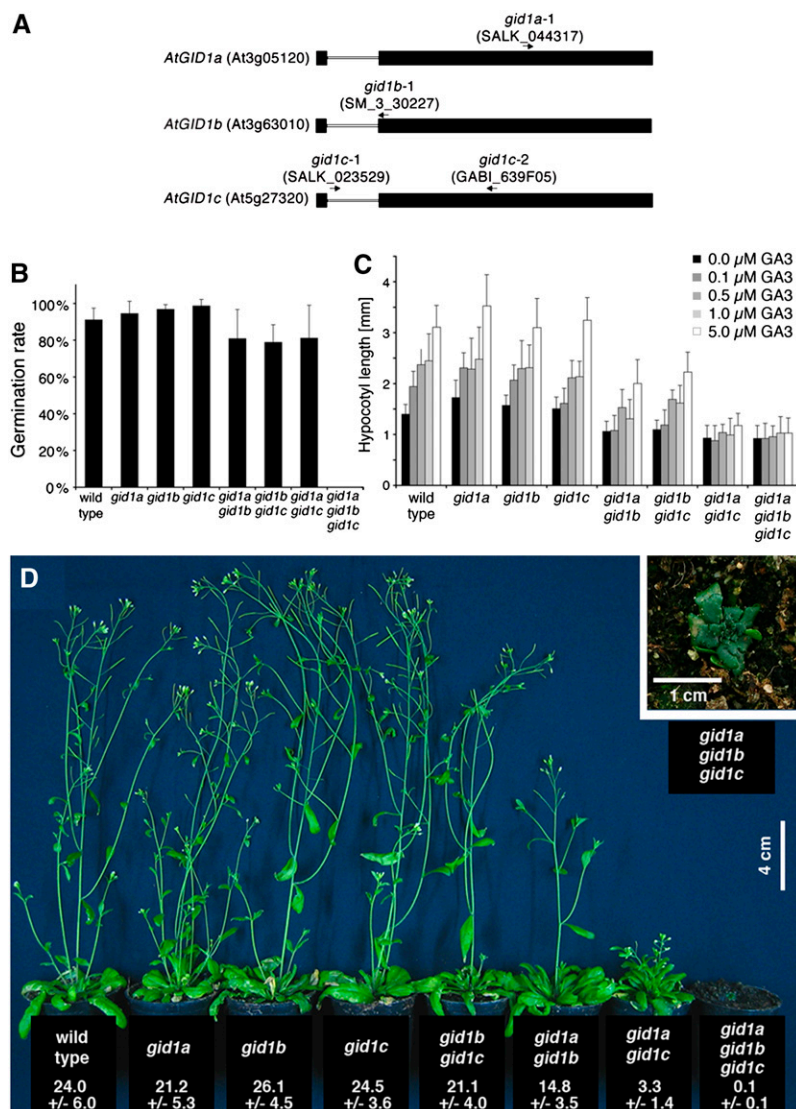 A
gid1a-1
(SALK_044317)
AtGID1a (At3g05120)
gid1b-1
(SM_3_30227)
AtGID1b (At3g63010)
gid1c-1
(SALK_023529)
gid1c-2
(GABI_639F05)
AtGID1c (At5g27320)
B
Germination rate
100%
80%
60%
40%
20%
0%
wild type
gid1a
gid1b
gid1c
gid1a gid1b
gid1b gid1c
gid1a gid1c
gid1a gid1b gid1c
C
Hypocotyl length [mm]
4
3
2
1
0
0.0 µM GA3
0.1 µM GA3
0.5 µM GA3
1.0 µM GA3
5.0 µM GA3
wild type
gid1a
gid1b
gid1c
gid1a gid1b
gid1b gid1c
gid1a gid1c
gid1a gid1b gid1c
D
1 cm
gid1a
gid1b
gid1c
4 cm
wild type
24.0
+/- 6.0
gid1a
21.2
+/- 5.3
gid1b
26.1
+/- 4.5
gid1c
24.5
+/- 3.6
gid1b
gid1c
21.1
+/- 4.0
gid1a
gid1b
14.8
+/- 3.5
gid1a
gid1c
3.3
+/- 1.4
gid1a
gid1b
gid1c
0.1
+/- 0.1